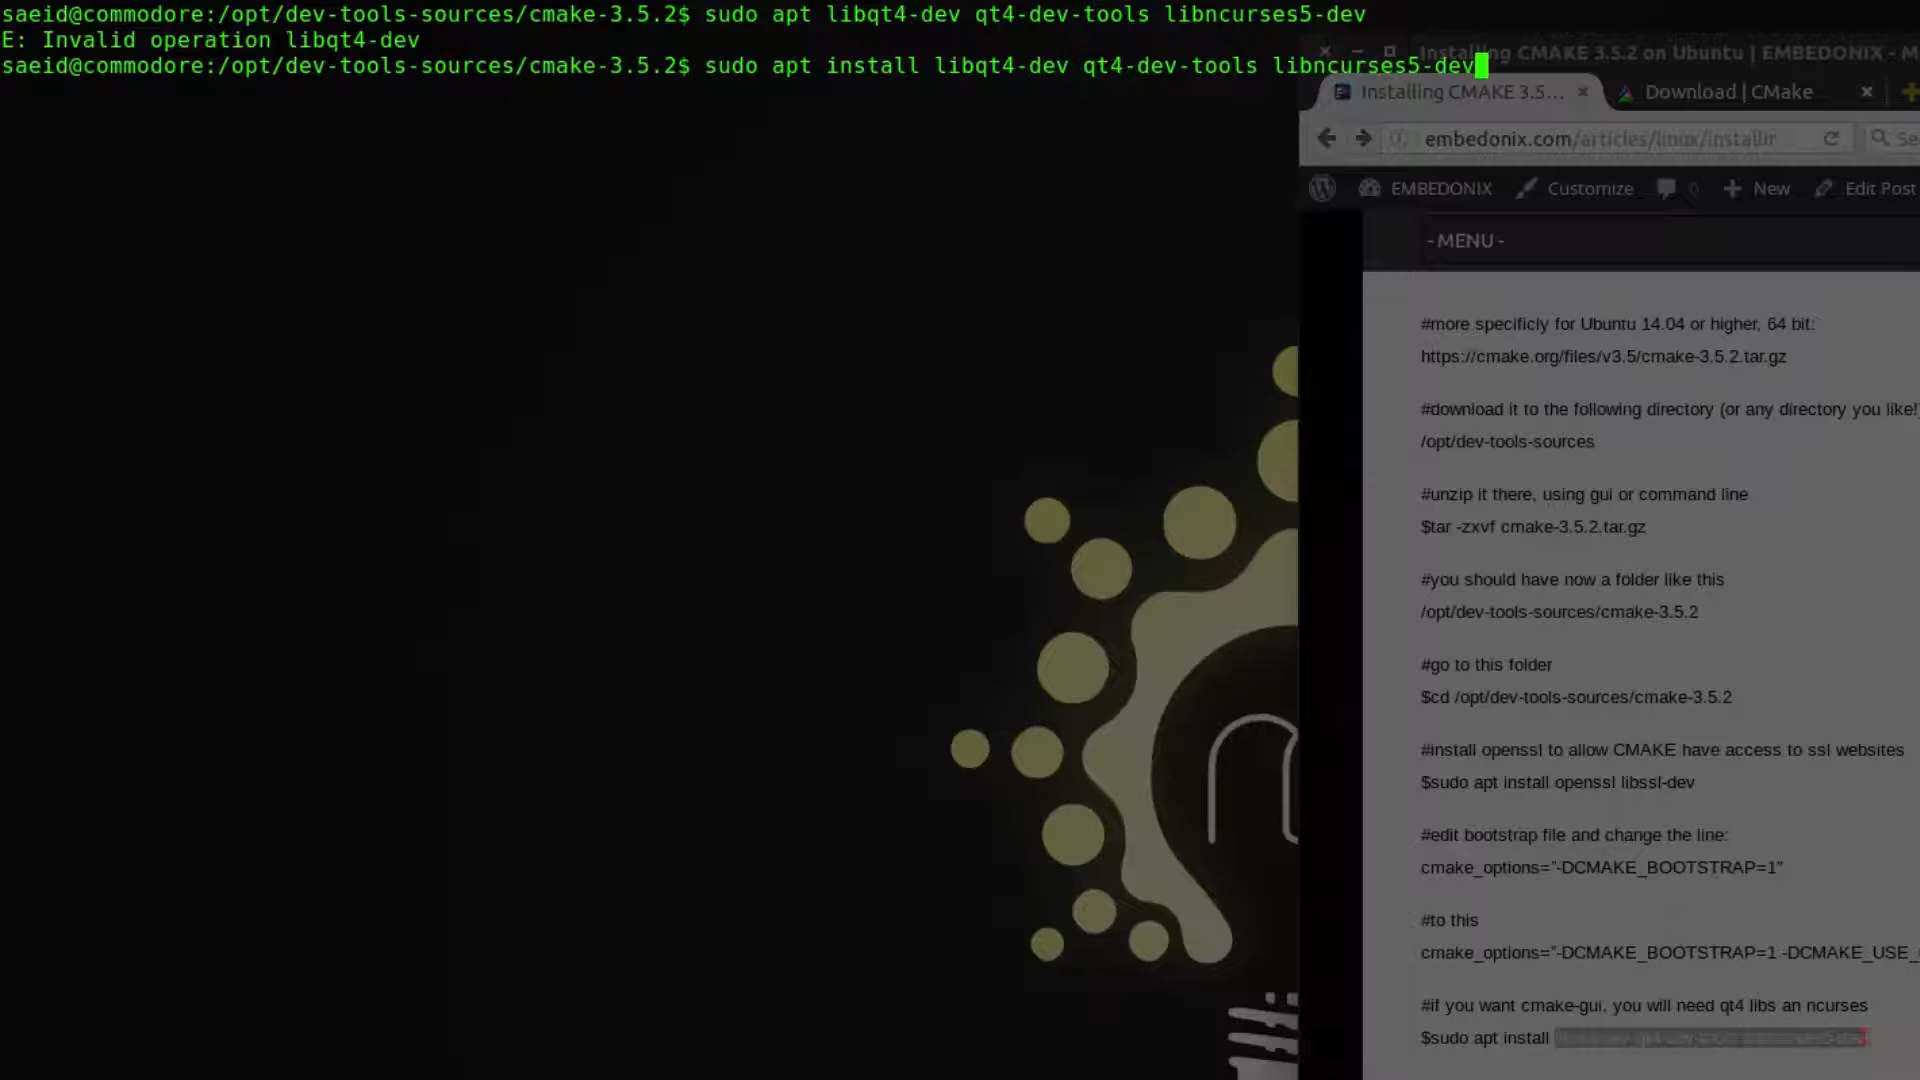 saeid@commodore:/opt/dev-tools-sources/cmake-3.5.2$ sudo apt libqt4-dev qt4-dev-tools libncurses5-dev
E: Invalid operation libqt4-dev
saeid@commodore:/opt/dev-tools-sources/cmake-3.5.2$ sudo apt install libqt4-dev qt4-dev-tools libncurses5-dev
Installing CMAKE 3.5.2 on Ubuntu | EMBEDONIX - M
Installing CMAKE 3.5... Download | CMake
embedonix.com/articles/linux/installir Se
EMBEDONIX Customize 0 New Edit Post
- MENU -
#more specificly for Ubuntu 14.04 or higher, 64 bit:
https://cmake.org/files/v3.5/cmake-3.5.2.tar.gz
#download it to the following directory (or any directory you like!
/opt/dev-tools-sources
#unzip it there, using gui or command line
$tar -zxvf cmake-3.5.2.tar.gz
#you should have now a folder like this
/opt/dev-tools-sources/cmake-3.5.2
#go to this folder
$cd /opt/dev-tools-sources/cmake-3.5.2
#install openssl to allow CMAKE have access to ssl websites
$sudo apt install openssl libssl-dev
#edit bootstrap file and change the line:
cmake_options="-DCMAKE_BOOTSTRAP=1"
#to this
cmake_options="-DCMAKE_BOOTSTRAP=1 -DCMAKE_USE_
#if you want cmake-gui, you will need qt4 libs an ncurses
$sudo apt install